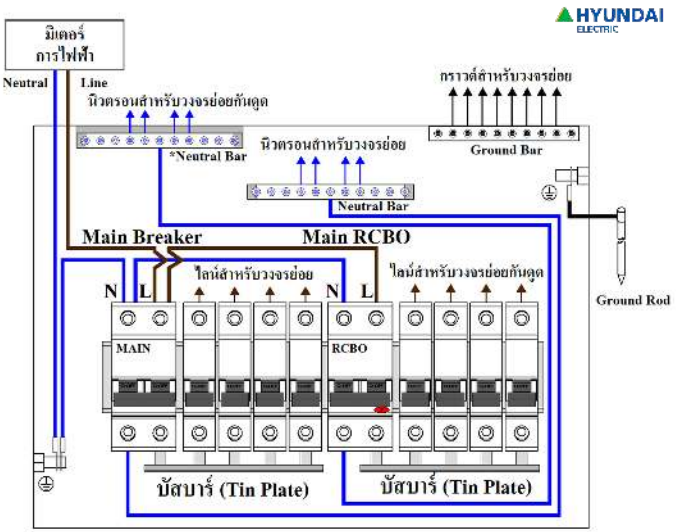 HYUNDAI
ELECTRIC
มิเตอร์
การไฟฟ้า
Neutral
Line
นิวตรอนสำหรับวงจรย่อยกันดูด
*Neutral Bar
นิวตรอนสำหรับวงจรย่อย
Neutral Bar
กราวด์สำหรับวงจรย่อย
Ground Bar
Ground Rod
Main Breaker
Main RCBO
N
L
ไลน์สำหรับวงจรย่อย
N
L
ไลน์สำหรับวงจรย่อยกันดูด
MAIN
RCBO
บัสบาร์ (Tin Plate)
บัสบาร์ (Tin Plate)